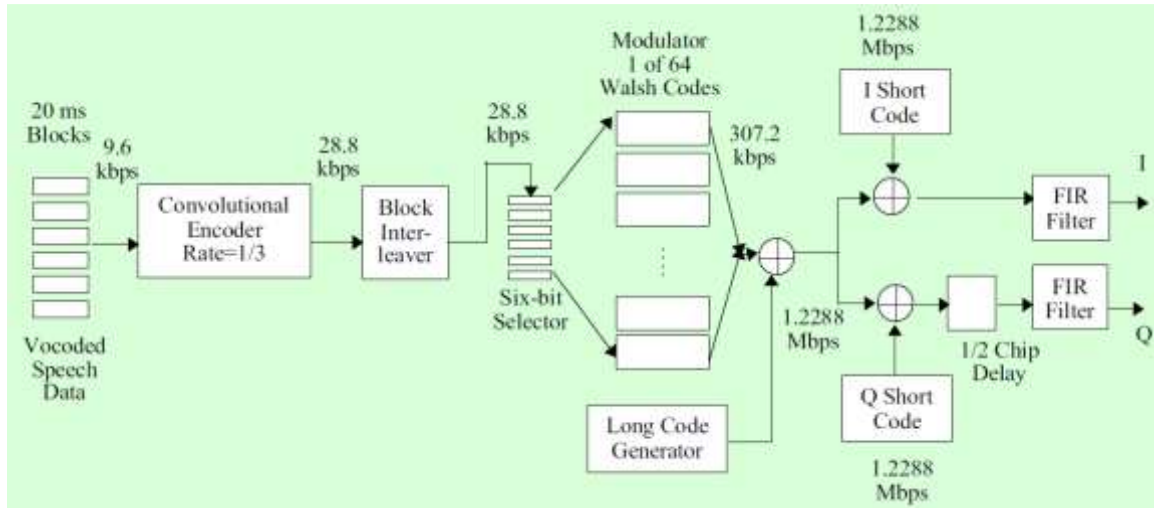 20 ms
Blocks
9.6
kbps
Vocoded
Speech
Data
Convolutional
Encoder
Rate=1/3
28.8
kbps
Block
Inter-
leaver
28.8
kbps
Six-bit
Selector
Modulator
1 of 64
Walsh Codes
307.2
kbps
Long Code
Generator
1.2288
Mbps
1.2288
Mbps
I Short
Code
FIR
Filter
I
1/2 Chip
Delay
FIR
Filter
Q
Q Short
Code
1.2288
Mbps